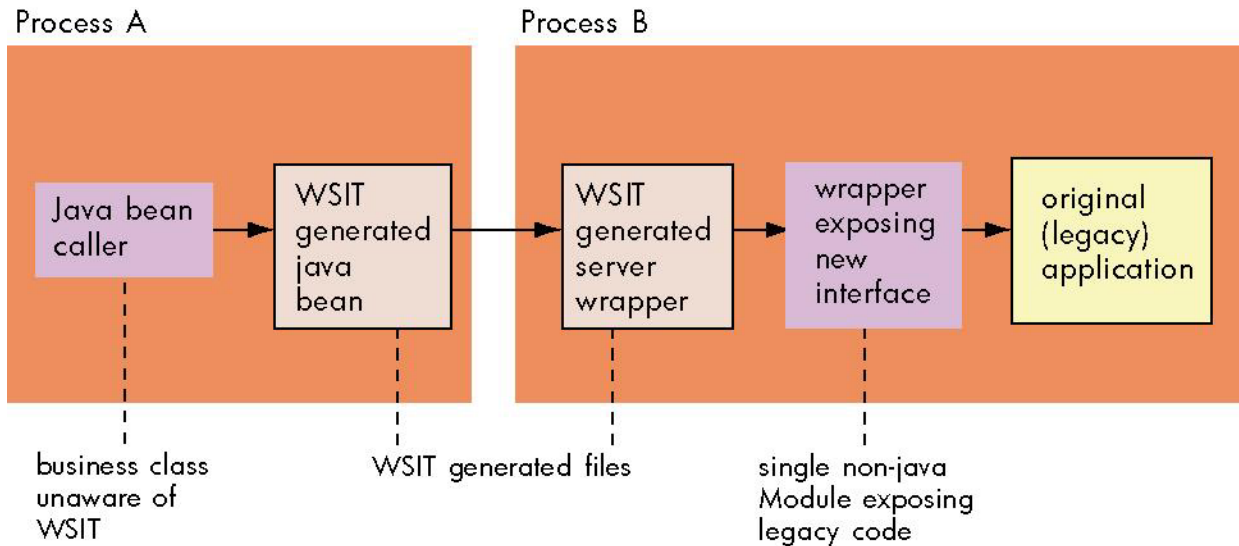 Process A
Process B
Java bean
caller
WSIT
generated
java
bean
WSIT
generated
server
wrapper
wrapper
exposing
new
interface
original
(legacy)
application
business class
unaware of
WSIT
WSIT generated files
single non-java
Module exposing
legacy code